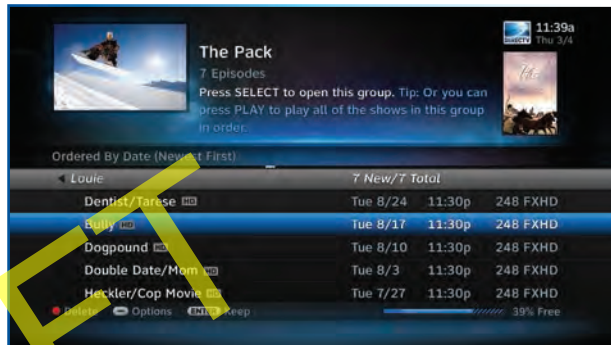 11:39a
DIRECTV Thu 3/4
The Pack
7 Episodes
Press SELECT to open this group. Tip: Or you can
press PLAY to play all of the shows in this group
in order.
Ordered By Date (Newest First)
Louie 7 New/7 Total
Dentist/Tarese HD Tue 8/24 11:30p 248 FXHD
Bully HD Tue 8/17 11:30p 248 FXHD
Dogpound HD Tue 8/10 11:30p 248 FXHD
Double Date/Mom HD Tue 8/3 11:30p 248 FXHD
Heckler/Cop Movie HD Tue 7/27 11:30p 248 FXHD
Delete Options ENTER Keep 39% Free
FT